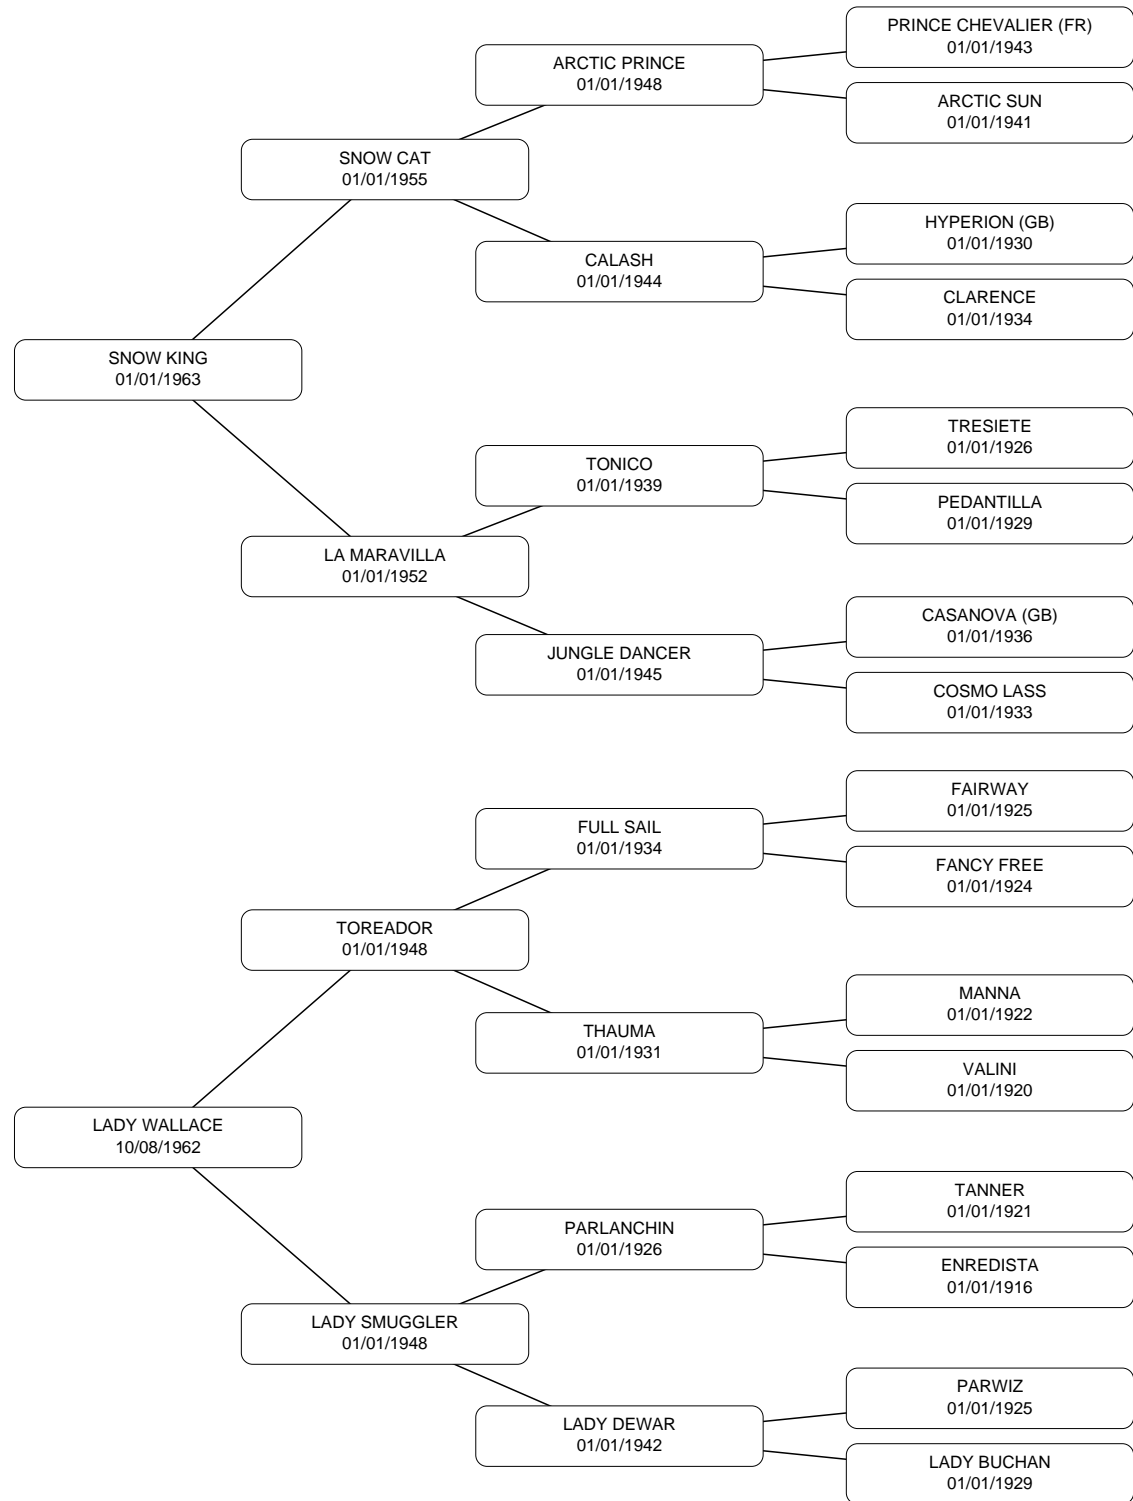 PRINCE CHEVALIER (FR)
01/01/1943
ARCTIC PRINCE
01/01/1948
ARCTIC SUN
01/01/1941
SNOW CAT
01/01/1955
HYPERION (GB)
01/01/1930
CALASH
01/01/1944
CLARENCE
01/01/1934
SNOW KING
01/01/1963
TRESIETE
01/01/1926
TONICO
01/01/1939
PEDANTILLA
01/01/1929
LA MARAVILLA
01/01/1952
CASANOVA (GB)
01/01/1936
JUNGLE DANCER
01/01/1945
COSMO LASS
01/01/1933
FAIRWAY
01/01/1925
FULL SAIL
01/01/1934
FANCY FREE
01/01/1924
TOREADOR
01/01/1948
MANNA
01/01/1922
THAUMA
01/01/1931
VALINI
01/01/1920
LADY WALLACE
10/08/1962
TANNER
01/01/1921
PARLANCHIN
01/01/1926
ENREDISTA
01/01/1916
LADY SMUGGLER
01/01/1948
PARWIZ
01/01/1925
LADY DEWAR
01/01/1942
LADY BUCHAN
01/01/1929